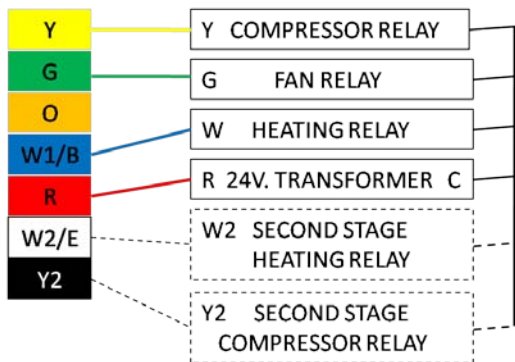 Y
G
O
W1/B
R
W2/E
Y2
Y COMPRESSOR RELAY
G FAN RELAY
W HEATING RELAY
R 24V. TRANSFORMER C
W2 SECOND STAGE
HEATING RELAY
Y2 SECOND STAGE
COMPRESSOR RELAY